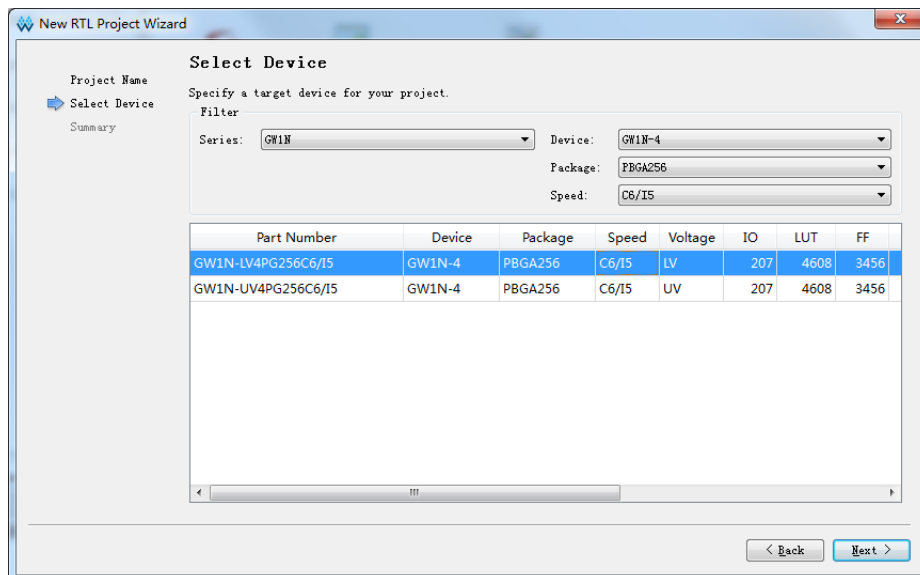 New RTL Project Wizard
Select Device
Project Name
Specify a target device for your project.
Select Device
Filter
Summary
Series: GW1N Device: GW1N-4
Package: PBGA256
Speed: C6/I5
Part Number Device Package Speed Voltage IO LUT FF
GW1N-LV4PG256C6/I5 GW1N-4 PBGA256 C6/I5 LV 207 4608 3456
GW1N-UV4PG256C6/I5 GW1N-4 PBGA256 C6/I5 UV 207 4608 3456
< Back Next >